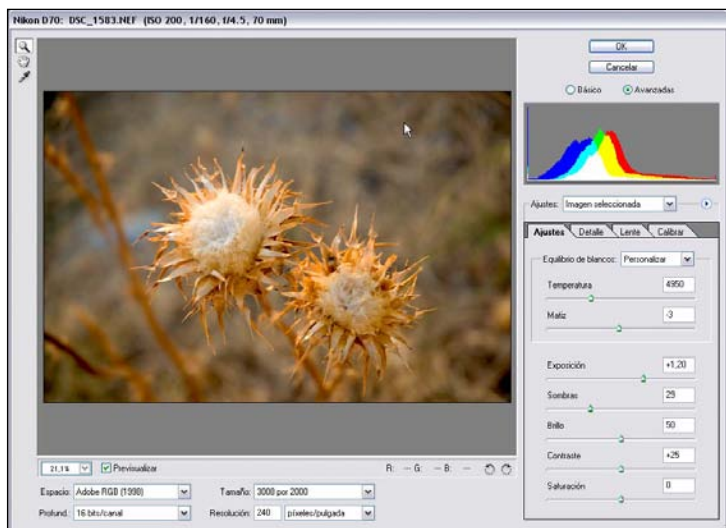 Nikon D70: DSC_1583.NEF (ISO 200, 1/160, f/4.5, 70 mm)
OK
Cancelar
Básico Avanzadas
Ajustes: Imagen seleccionada
Ajustes Detalle Lente Calibrar
Equilibrio de blancos: Personalizar
Temperatura 4950
Matiz -3
Exposición +1,20
Sombras 29
Brillo 50
Contraste +25
Saturación 0
21,1% Previsualizar R: -- G: -- B: --
Espacio: Adobe RGB (1998) Tamaño: 3000 por 2000
Profund.: 16 bits/canal Resolución: 240 píxeles/pulgada